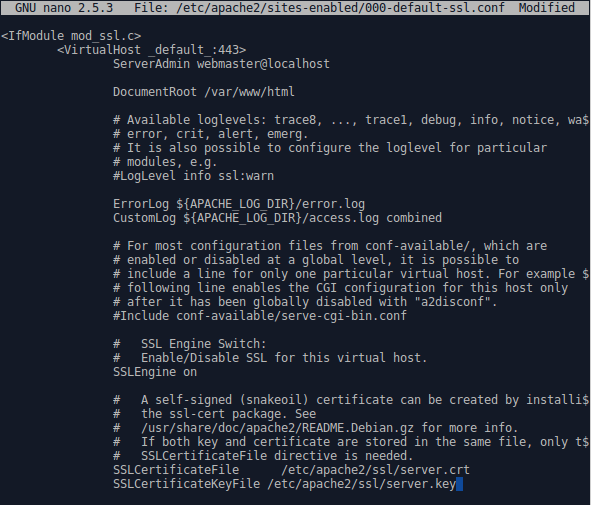 GNU nano 2.5.3 File: /etc/apache2/sites-enabled/000-default-ssl.conf Modified
<IfModule mod_ssl.c>
<VirtualHost _default_:443>
ServerAdmin webmaster@localhost
DocumentRoot /var/www/html
# Available loglevels: trace8, ..., trace1, debug, info, notice, wa$
# error, crit, alert, emerg.
# It is also possible to configure the loglevel for particular
# modules, e.g.
#LogLevel info ssl:warn
ErrorLog ${APACHE_LOG_DIR}/error.log
CustomLog ${APACHE_LOG_DIR}/access.log combined
# For most configuration files from conf-available/, which are
# enabled or disabled at a global level, it is possible to
# include a line for only one particular virtual host. For example $
# following line enables the CGI configuration for this host only
# after it has been globally disabled with "a2disconf".
#Include conf-available/serve-cgi-bin.conf
# SSL Engine Switch:
# Enable/Disable SSL for this virtual host.
SSLEngine on
# A self-signed (snakeoil) certificate can be created by installi$
# the ssl-cert package. See
# /usr/share/doc/apache2/README.Debian.gz for more info.
# If both key and certificate are stored in the same file, only t$
# SSLCertificateFile directive is needed.
SSLCertificateFile /etc/apache2/ssl/server.crt
SSLCertificateKeyFile /etc/apache2/ssl/server.key